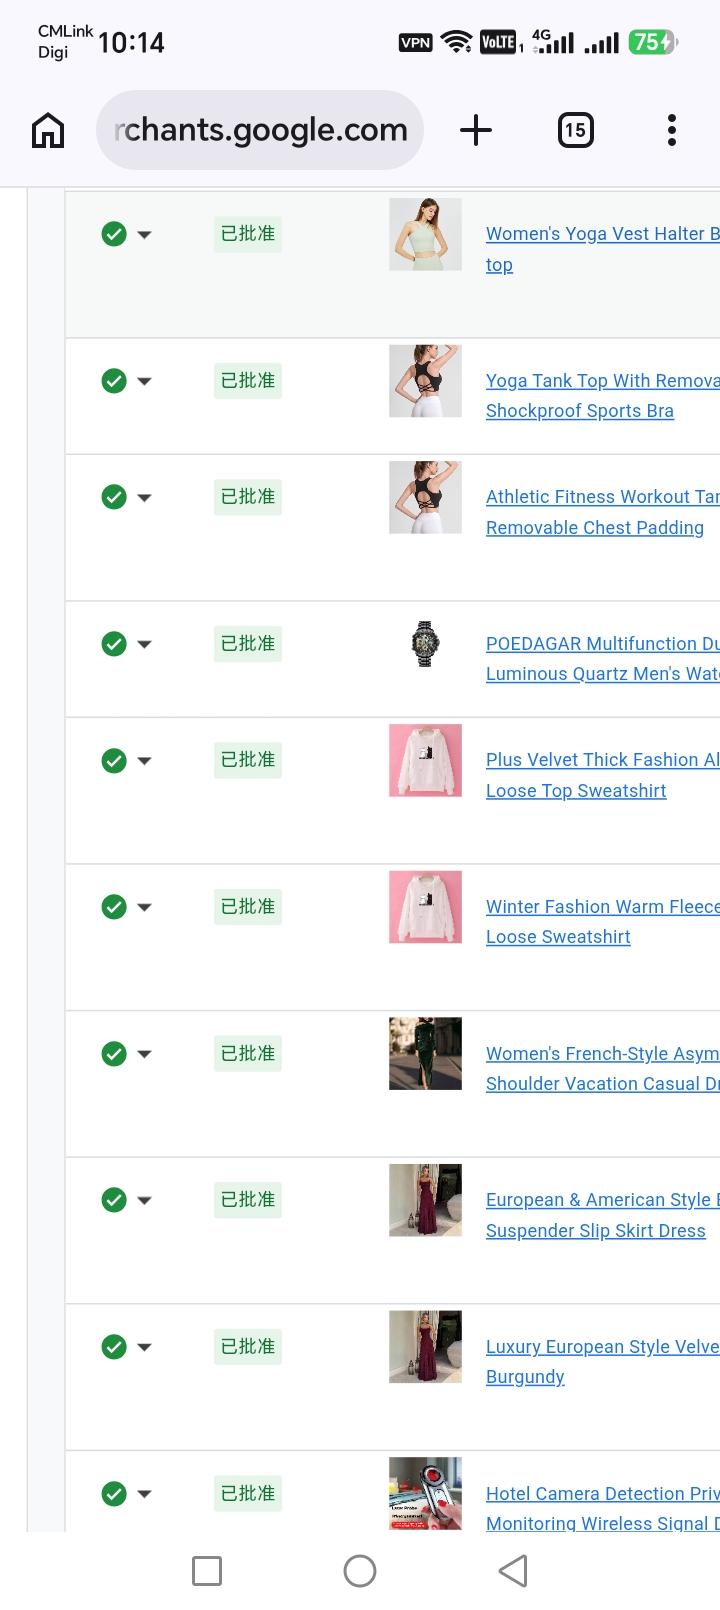 CMLink
Digi
10:14
VPN
VoLTE 1
4G
75
rchants.google.com
15
已批准
Women's Yoga Vest Halter B
top
已批准
Yoga Tank Top With Remova
Shockproof Sports Bra
已批准
Athletic Fitness Workout Tan
Removable Chest Padding
已批准
POEDAGAR Multifunction Du
Luminous Quartz Men's Wat
已批准
Plus Velvet Thick Fashion Al
Loose Top Sweatshirt
已批准
Winter Fashion Warm Fleece
Loose Sweatshirt
已批准
Women's French-Style Asym
Shoulder Vacation Casual Dr
已批准
European & American Style E
Suspender Slip Skirt Dress
已批准
Luxury European Style Velve
Burgundy
已批准
Hotel Camera Detection Priv
Monitoring Wireless Signal D